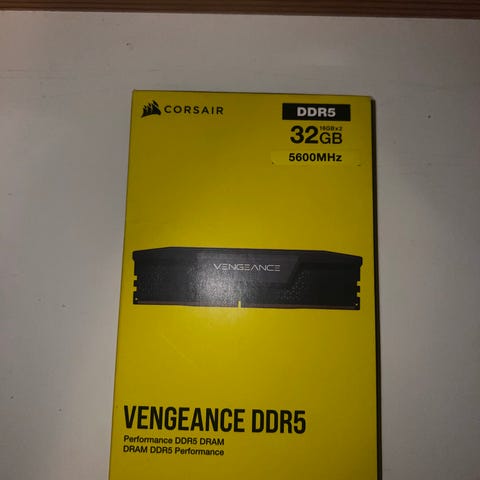 CORSAIR
DDR5
32GB
16GBx2
5600MHz
VENGEANCE
VENGEANCE DDR5
Performance DDR5 DRAM
DRAM DDR5 Performance